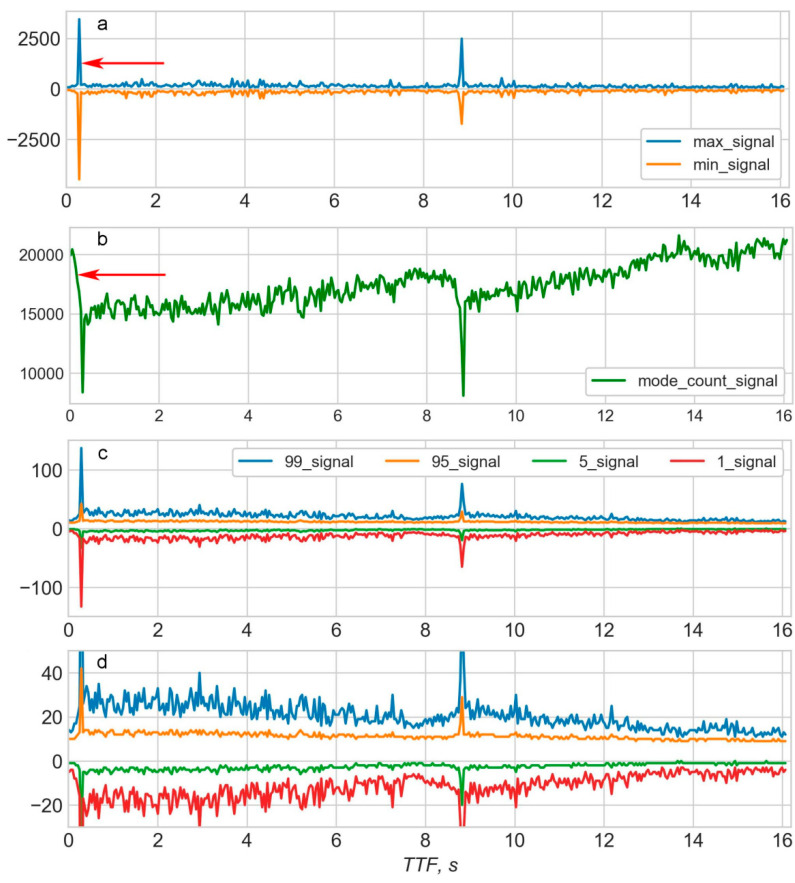 a
2500
0
−2500
max_signal
min_signal
0 2 4 6 8 10 12 14 16
b
20000
15000
10000
mode_count_signal
0 2 4 6 8 10 12 14 16
c
99_signal 95_signal 5_signal 1_signal
100
0
−100
0 2 4 6 8 10 12 14 16
d
40
20
0
−20
0 2 4 6 8 10 12 14 16
TTF, s